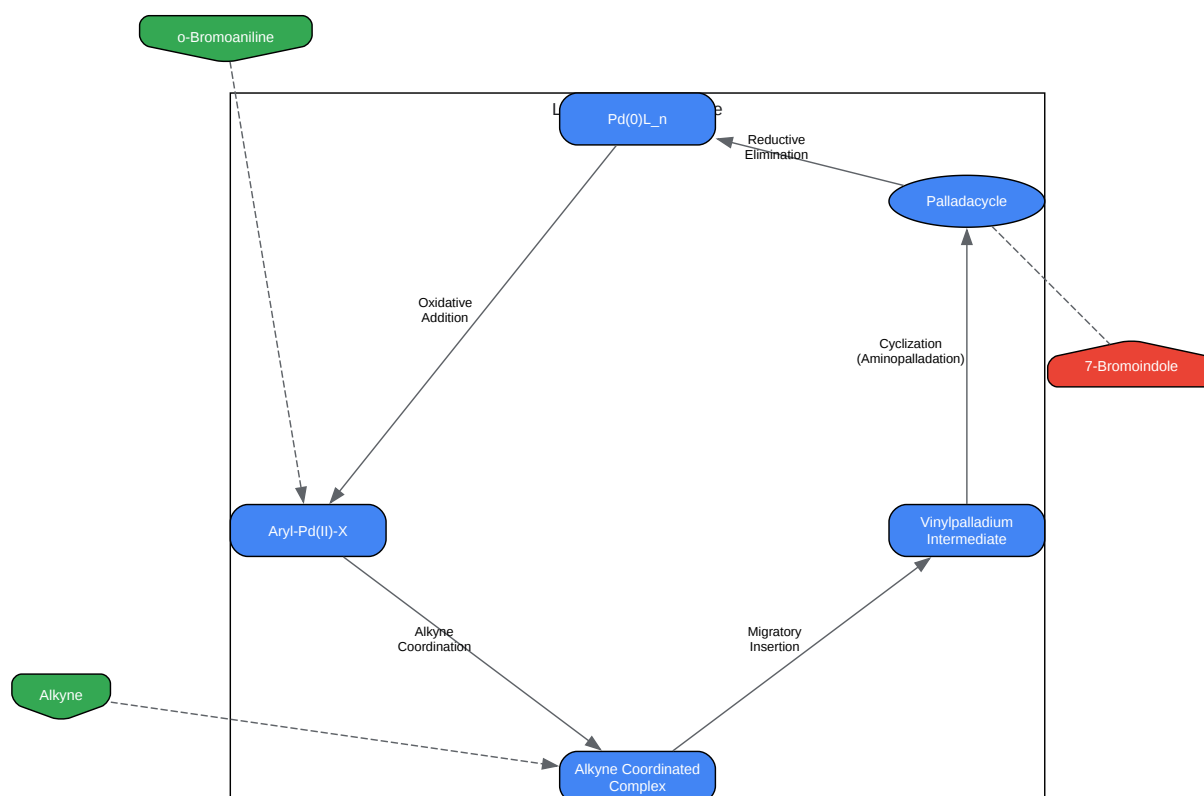 o-Bromoaniline
Pd(0)L_n
Reductive
Elimination
Palladacycle
Oxidative
Addition
Cyclization
(Aminopalladation)
7-Bromoindole
Aryl-Pd(II)-X
Vinylpalladium
Intermediate
Alkyne
Coordination
Migratory
Insertion
Alkyne
Alkyne Coordinated
Complex